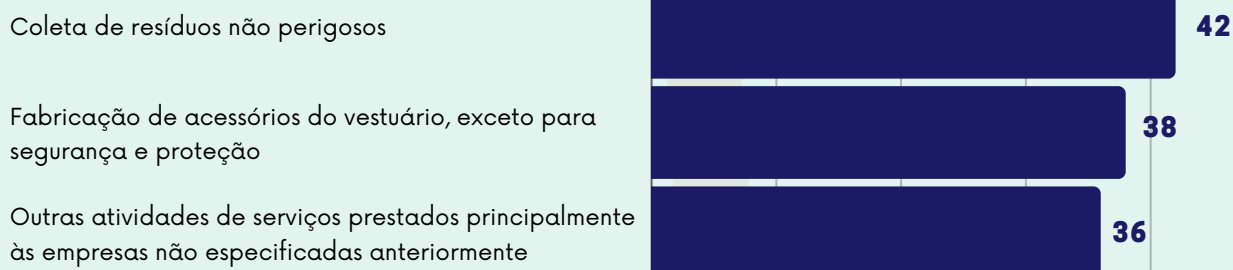 Coleta de resíduos não perigosos
42
Fabricação de acessórios do vestuário, exceto para
segurança e proteção
38
Outras atividades de serviços prestados principalmente
às empresas não especificadas anteriormente
36